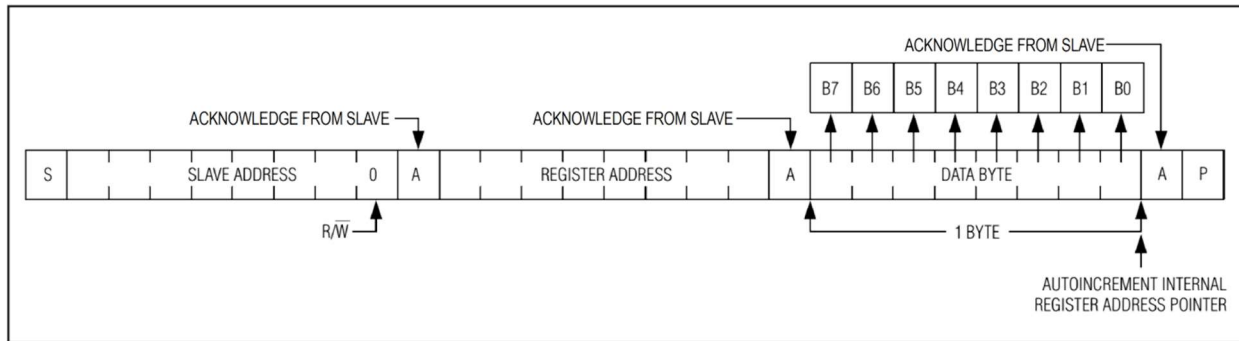 ACKNOWLEDGE FROM SLAVE
B7 B6 B5 B4 B3 B2 B1 B0
ACKNOWLEDGE FROM SLAVE ACKNOWLEDGE FROM SLAVE
S SLAVE ADDRESS 0 A REGISTER ADDRESS A DATA BYTE A P
R/W̅ 1 BYTE
AUTOINCREMENT INTERNAL
REGISTER ADDRESS POINTER